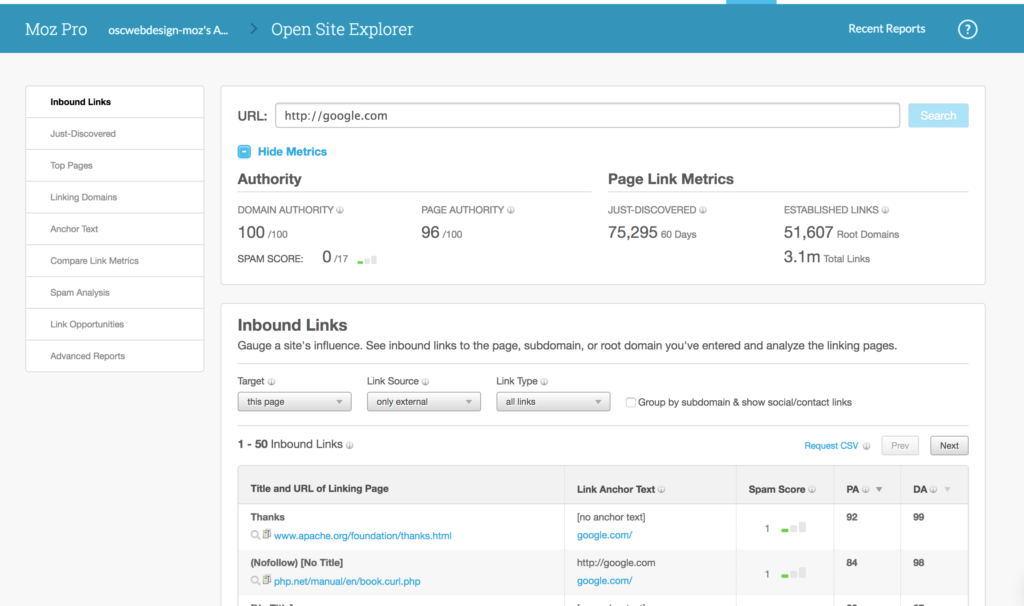 Moz Pro oscwebdesign-moz's A... > Open Site Explorer Recent Reports ?
Inbound Links
Just-Discovered
Top Pages
Linking Domains
Anchor Text
Compare Link Metrics
Spam Analysis
Link Opportunities
Advanced Reports
URL: http://google.com Search
Hide Metrics
Authority
DOMAIN AUTHORITY PAGE AUTHORITY
100 /100 96 /100
SPAM SCORE: 0 /17
Page Link Metrics
JUST-DISCOVERED ESTABLISHED LINKS
75,295 60 Days 51,607 Root Domains
3.1m Total Links
Inbound Links
Gauge a site's influence. See inbound links to the page, subdomain, or root domain you've entered and analyze the linking pages.
Target Link Source Link Type
this page only external all links Group by subdomain & show social/contact links
1 - 50 Inbound Links Request CSV Prev Next
Title and URL of Linking Page Link Anchor Text Spam Score PA DA
Thanks [no anchor text] 92 99
www.apache.org/foundation/thanks.html google.com/ 1
(Nofollow) [No Title] http://google.com 84 98
php.net/manual/en/book.curl.php google.com/ 1